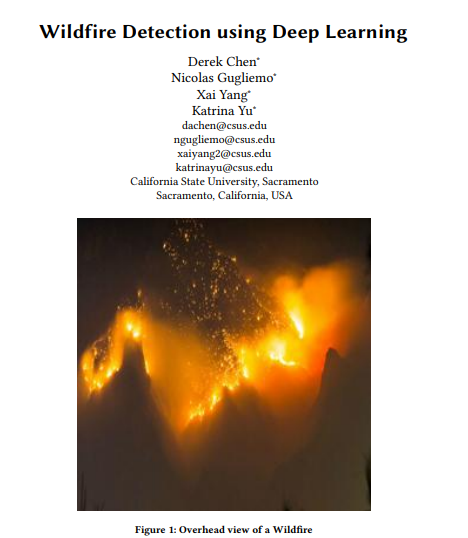 Wildfire Detection using Deep Learning
Derek Chen*
Nicolas Gugliemo*
Xai Yang*
Katrina Yu*
dachen@csus.edu
ngugliemo@csus.edu
xaiyang2@csus.edu
katrinayu@csus.edu
California State University, Sacramento
Sacramento, California, USA
Figure 1: Overhead view of a Wildfire